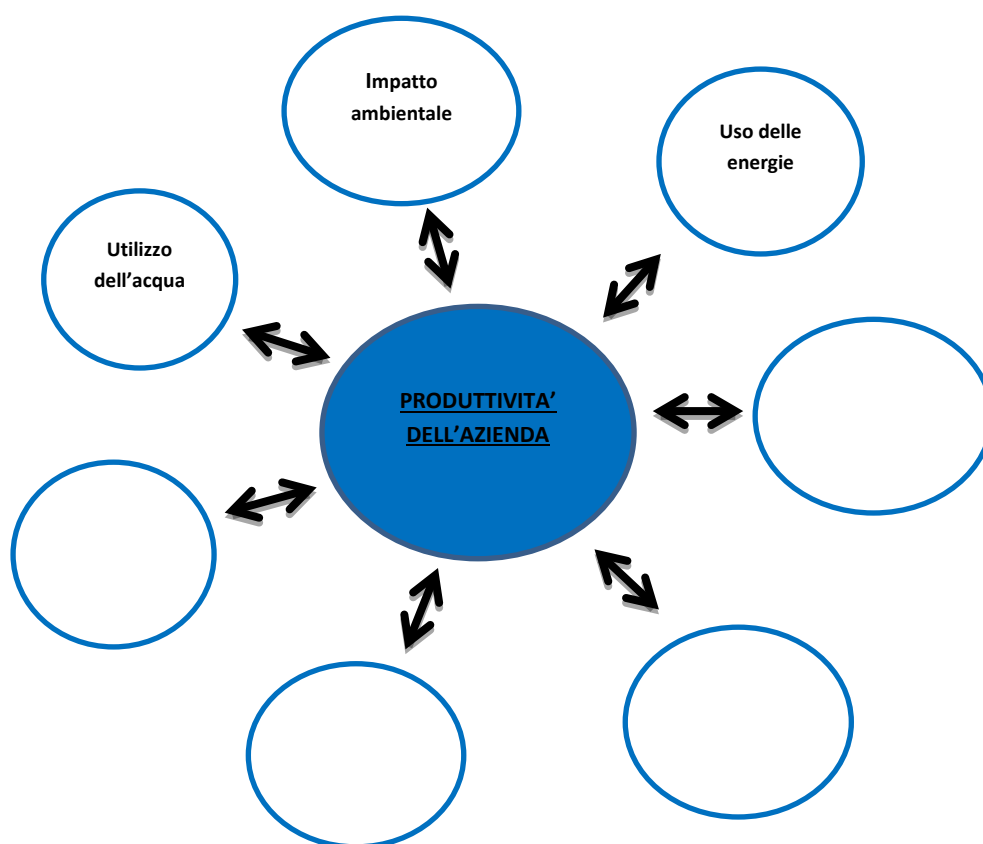 Impatto
ambientale
Uso delle
energie
Utilizzo
dell’acqua
PRODUTTIVITA’
DELL’AZIENDA